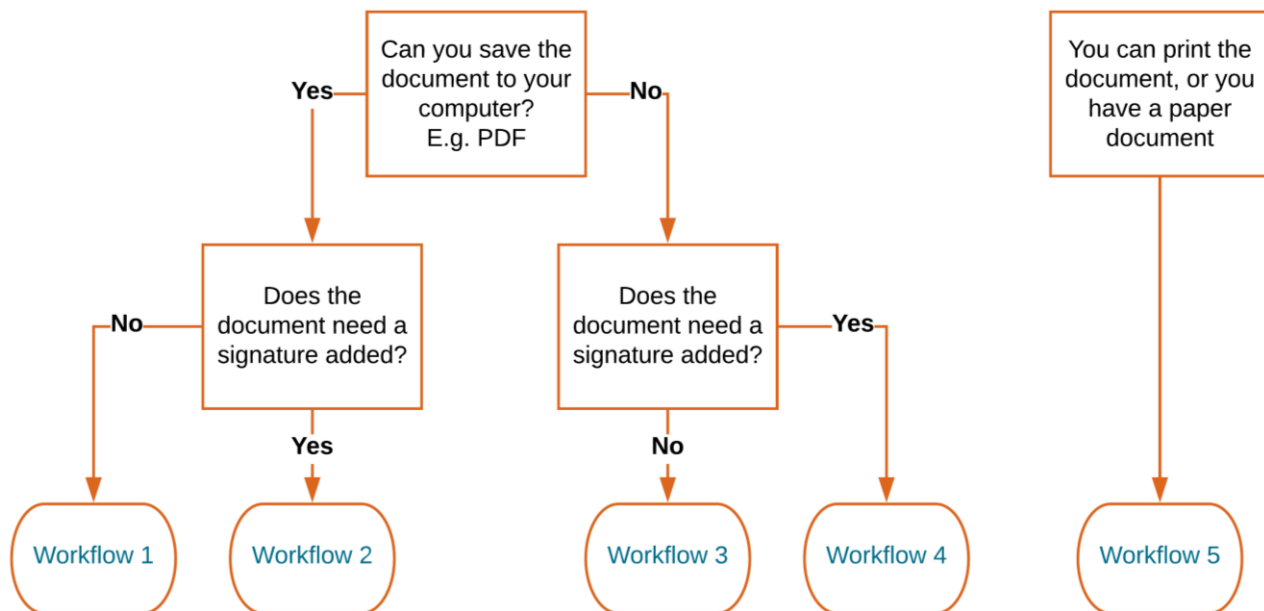 Can you save the
document to your
computer?
E.g. PDF
Yes
No
You can print the
document, or you
have a paper
document
Does the
document need a
signature added?
No
Yes
Does the
document need a
signature added?
Yes
No
Workflow 1
Workflow 2
Workflow 3
Workflow 4
Workflow 5